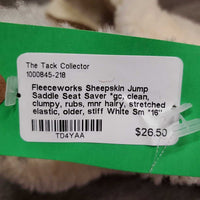 The Tack Collector
1000845-218
Fleeceworks Sheepskin Jump
Saddle Seat Saver *gc, clean,
clumpy, rubs, mnr hairy, stretched
elastic, older, stiff White Sm *16"
$26.50
TD4YAA